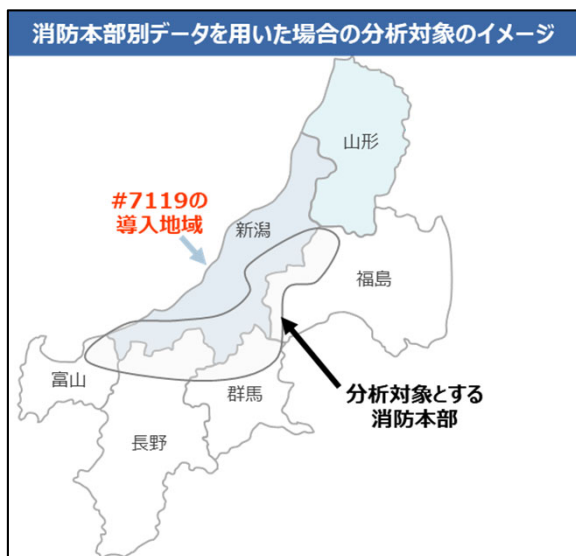 消防本部別データを用いた場合の分析対象のイメージ
山形
#7119の
導入地域
新潟
福島
富山
群馬
分析対象とする
消防本部
長野